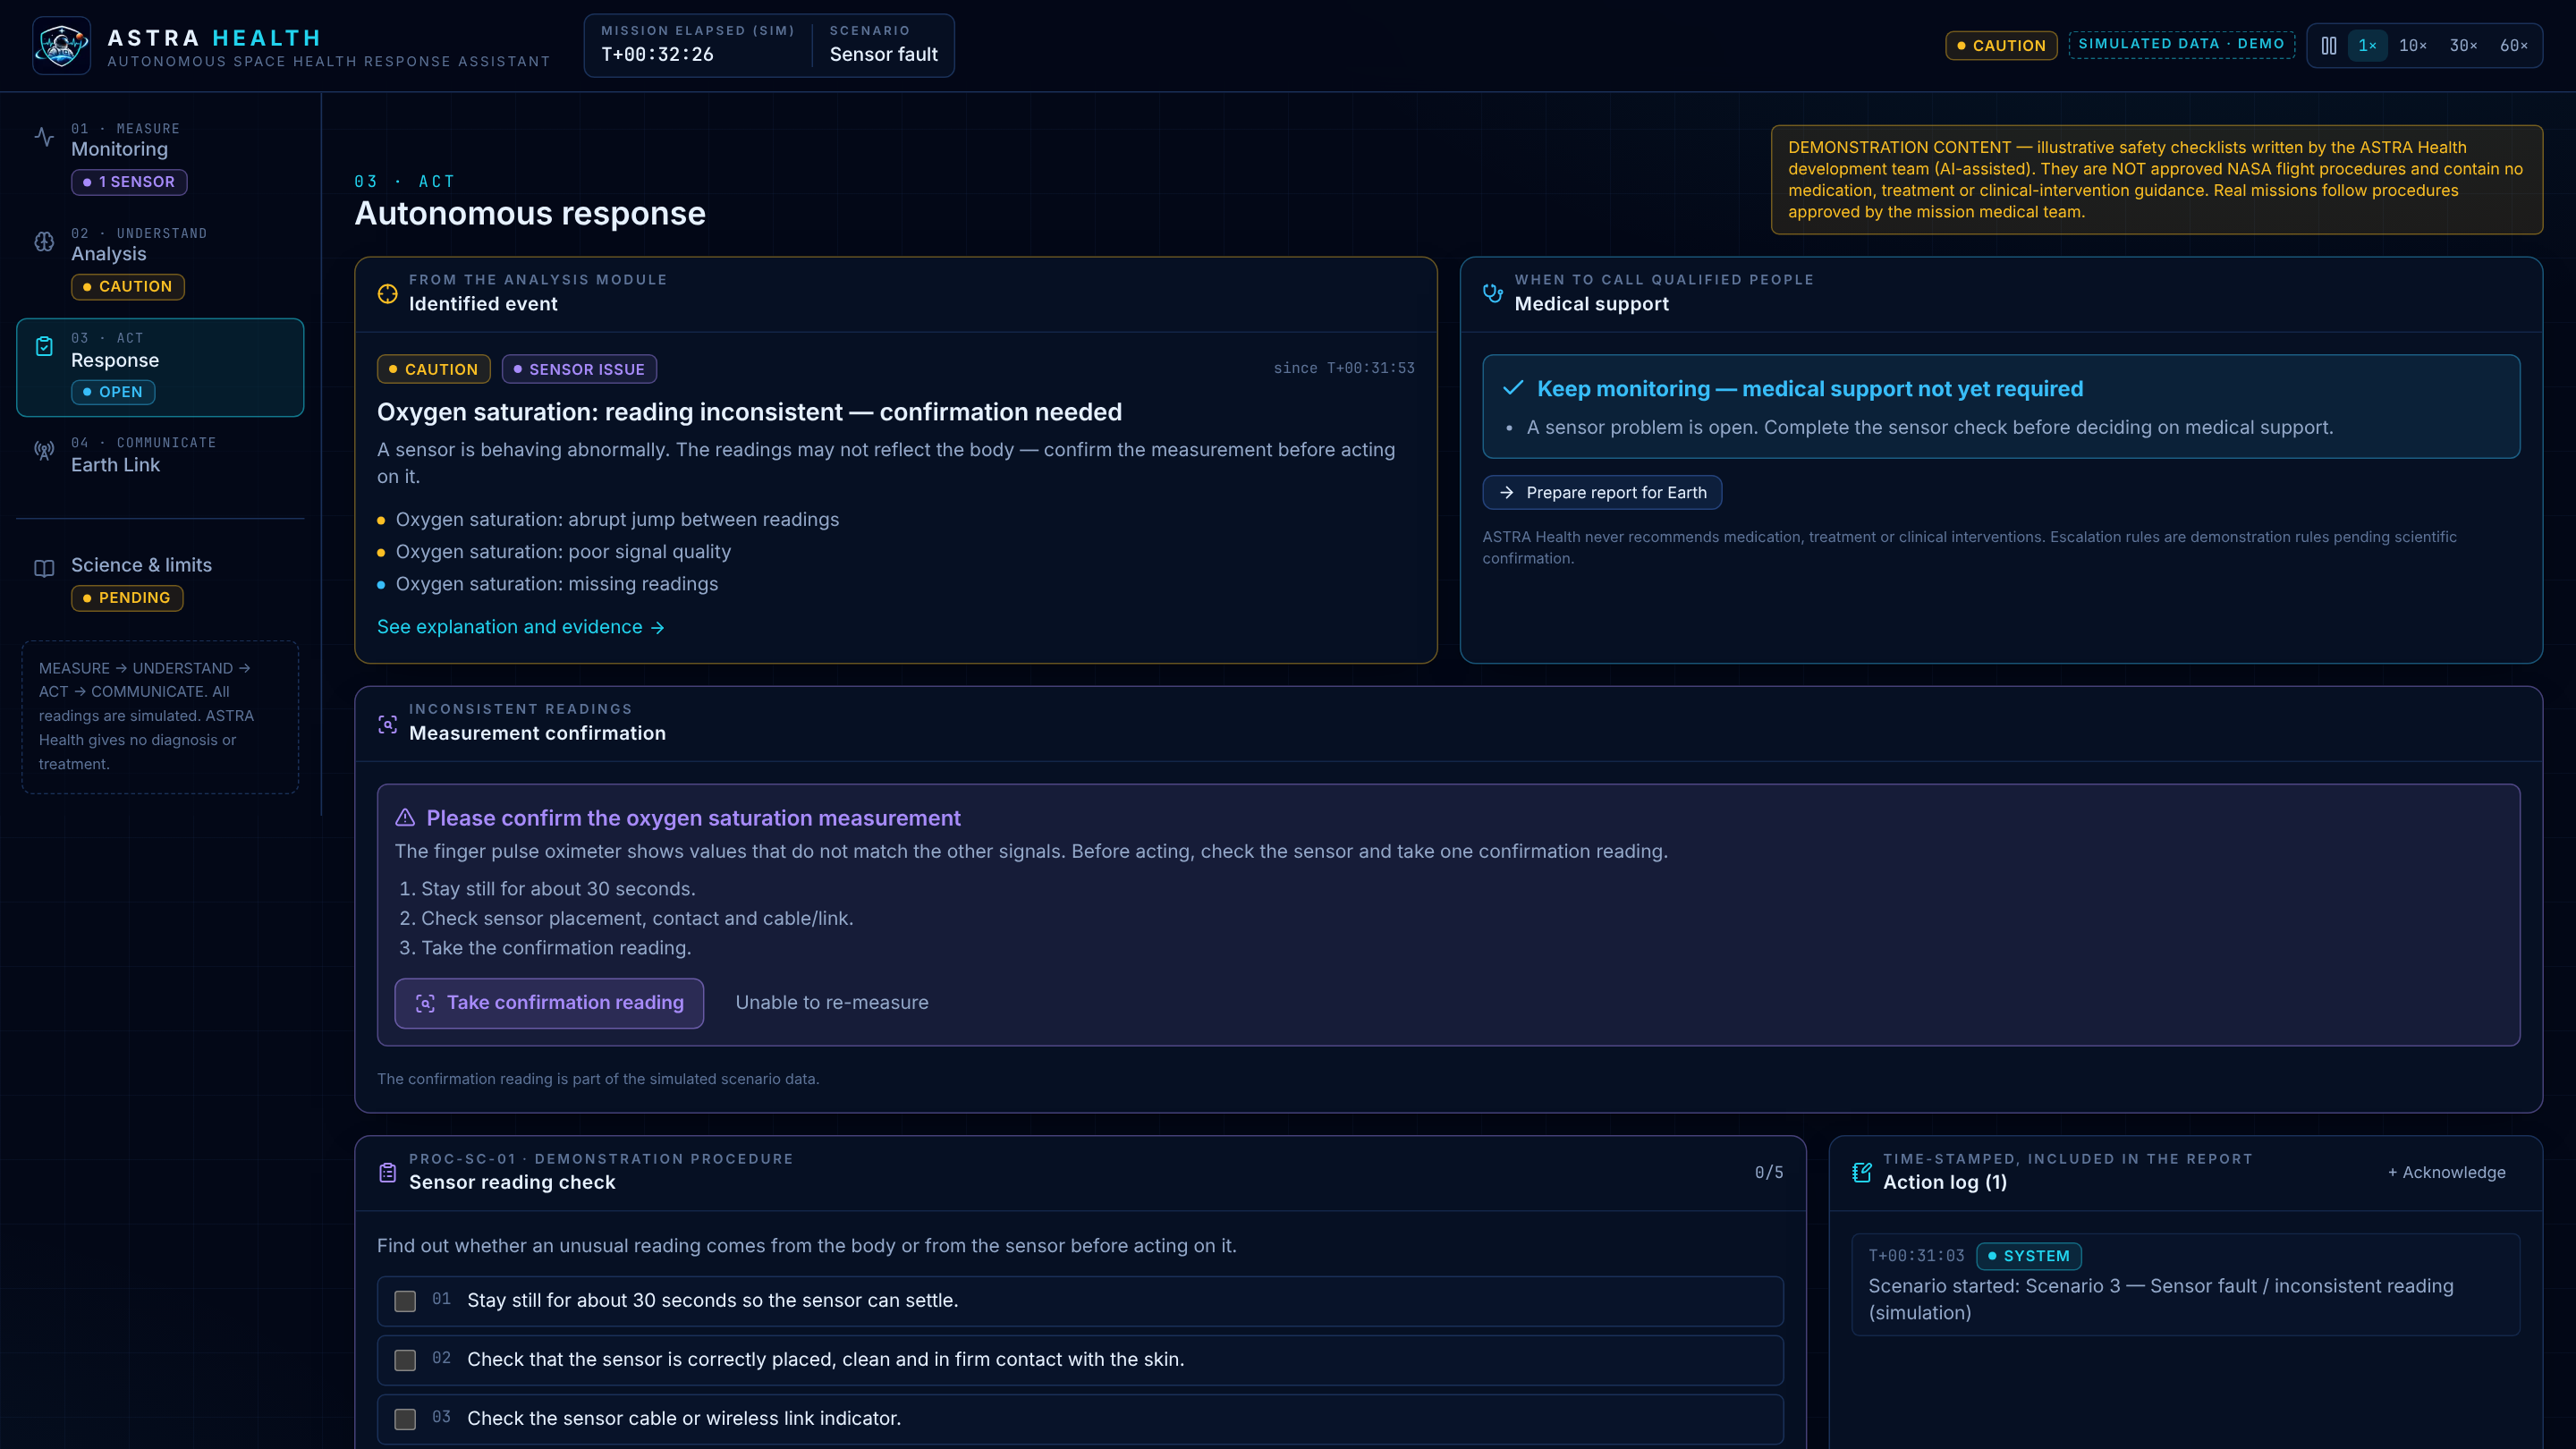 ASTRA HEALTH
AUTONOMOUS SPACE HEALTH RESPONSE ASSISTANT
MISSION ELAPSED (SIM)
T+00:32:26
SCENARIO
Sensor fault
CAUTION
SIMULATED DATA · DEMO
1×
10×
30×
60×
01 · MEASURE
Monitoring
1 SENSOR
02 · UNDERSTAND
Analysis
CAUTION
03 · ACT
Response
OPEN
04 · COMMUNICATE
Earth Link
Science & limits
PENDING
MEASURE → UNDERSTAND →
ACT → COMMUNICATE. All
readings are simulated. ASTRA
Health gives no diagnosis or
treatment.
03 · ACT
Autonomous response
DEMONSTRATION CONTENT — illustrative safety checklists written by the ASTRA Health
development team (AI-assisted). They are NOT approved NASA flight procedures and contain no
medication, treatment or clinical-intervention guidance. Real missions follow procedures
approved by the mission medical team.
FROM THE ANALYSIS MODULE
Identified event
CAUTION
SENSOR ISSUE
since T+00:31:53
Oxygen saturation: reading inconsistent — confirmation needed
A sensor is behaving abnormally. The readings may not reflect the body — confirm the measurement before acting
on it.
Oxygen saturation: abrupt jump between readings
Oxygen saturation: poor signal quality
Oxygen saturation: missing readings
See explanation and evidence →
WHEN TO CALL QUALIFIED PEOPLE
Medical support
Keep monitoring — medical support not yet required
• A sensor problem is open. Complete the sensor check before deciding on medical support.
→ Prepare report for Earth
ASTRA Health never recommends medication, treatment or clinical interventions. Escalation rules are demonstration rules pending scientific
confirmation.
INCONSISTENT READINGS
Measurement confirmation
Please confirm the oxygen saturation measurement
The finger pulse oximeter shows values that do not match the other signals. Before acting, check the sensor and take one confirmation reading.
1. Stay still for about 30 seconds.
2. Check sensor placement, contact and cable/link.
3. Take the confirmation reading.
Take confirmation reading
Unable to re-measure
The confirmation reading is part of the simulated scenario data.
PROC-SC-01 · DEMONSTRATION PROCEDURE
Sensor reading check
0/5
Find out whether an unusual reading comes from the body or from the sensor before acting on it.
01 Stay still for about 30 seconds so the sensor can settle.
02 Check that the sensor is correctly placed, clean and in firm contact with the skin.
03 Check the sensor cable or wireless link indicator.
TIME-STAMPED, INCLUDED IN THE REPORT
Action log (1)
+ Acknowledge
T+00:31:03
SYSTEM
Scenario started: Scenario 3 — Sensor fault / inconsistent reading
(simulation)